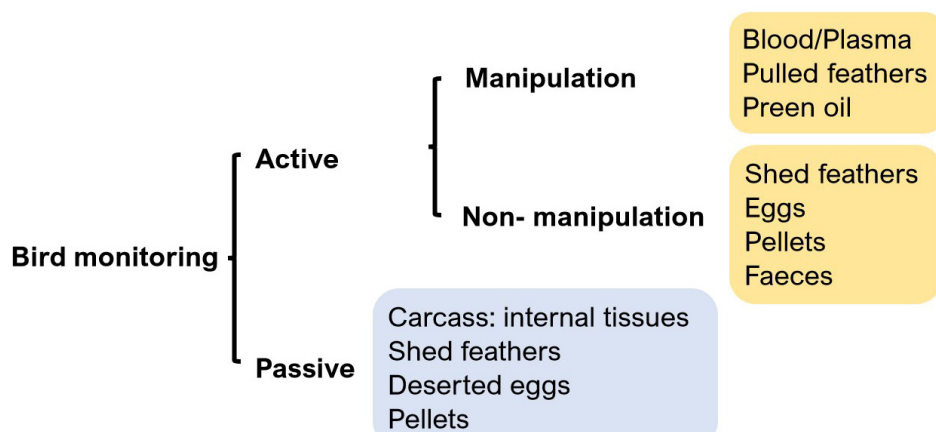 Bird monitoring
Active
Manipulation
Blood/Plasma
Pulled feathers
Preen oil
Non- manipulation
Shed feathers
Eggs
Pellets
Faeces
Passive
Carcass: internal tissues
Shed feathers
Deserted eggs
Pellets